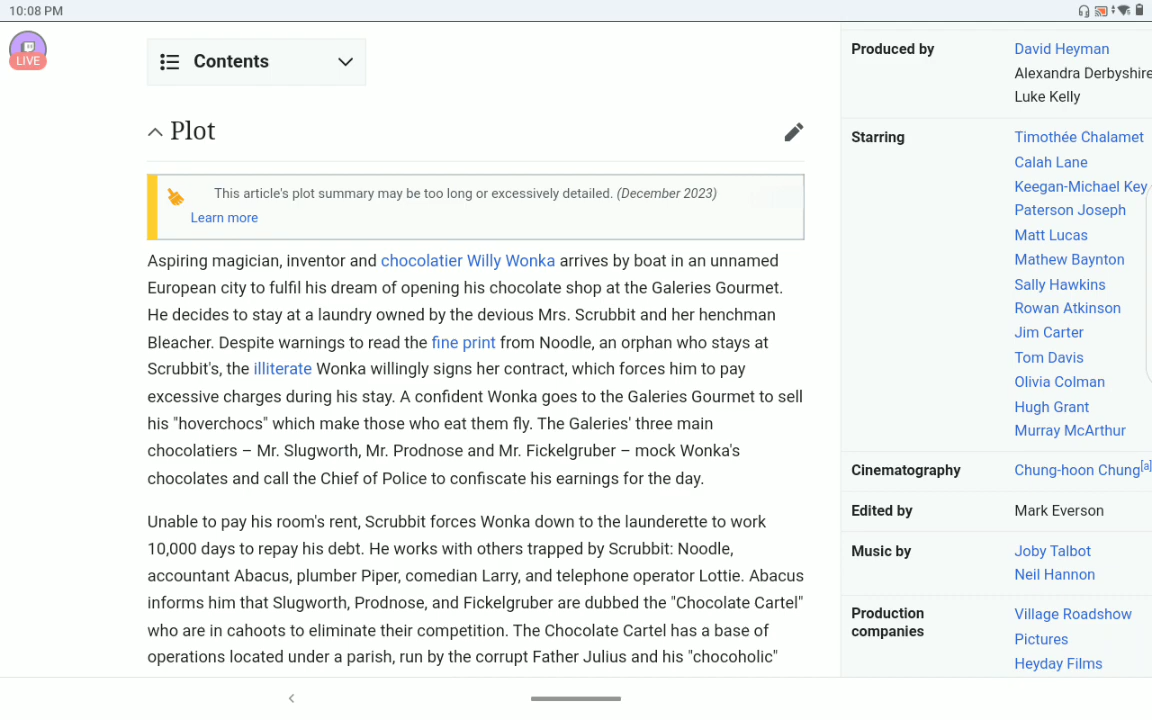 10:08 PM
LIVE
Contents
Plot
This article's plot summary may be too long or excessively detailed. (December 2023)
Learn more
Aspiring magician, inventor and chocolatier Willy Wonka arrives by boat in an unnamed
European city to fulfil his dream of opening his chocolate shop at the Galeries Gourmet.
He decides to stay at a laundry owned by the devious Mrs. Scrubbit and her henchman
Bleacher. Despite warnings to read the fine print from Noodle, an orphan who stays at
Scrubbit's, the illiterate Wonka willingly signs her contract, which forces him to pay
excessive charges during his stay. A confident Wonka goes to the Galeries Gourmet to sell
his "hoverchocs" which make those who eat them fly. The Galeries' three main
chocolatiers – Mr. Slugworth, Mr. Prodnose and Mr. Fickelgruber – mock Wonka's
chocolates and call the Chief of Police to confiscate his earnings for the day.
Unable to pay his room's rent, Scrubbit forces Wonka down to the launderette to work
10,000 days to repay his debt. He works with others trapped by Scrubbit: Noodle,
accountant Abacus, plumber Piper, comedian Larry, and telephone operator Lottie. Abacus
informs him that Slugworth, Prodnose, and Fickelgruber are dubbed the "Chocolate Cartel"
who are in cahoots to eliminate their competition. The Chocolate Cartel has a base of
operations located under a parish, run by the corrupt Father Julius and his "chocoholic"
Produced by
David Heyman
Alexandra Derbyshire
Luke Kelly
Starring
Timothée Chalamet
Calah Lane
Keegan-Michael Key
Paterson Joseph
Matt Lucas
Mathew Baynton
Sally Hawkins
Rowan Atkinson
Jim Carter
Tom Davis
Olivia Colman
Hugh Grant
Murray McArthur
Cinematography
Chung-hoon Chung[a]
Edited by
Mark Everson
Music by
Joby Talbot
Neil Hannon
Production
companies
Village Roadshow
Pictures
Heyday Films